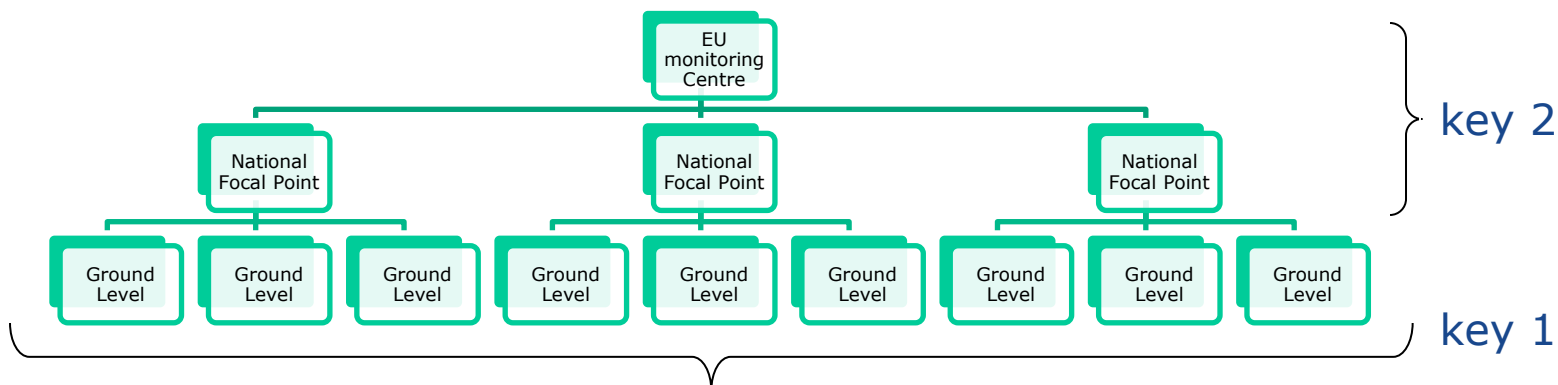 EU
monitoring
Centre
key 2
National
Focal Point
National
Focal Point
National
Focal Point
Ground
Level
Ground
Level
Ground
Level
Ground
Level
Ground
Level
Ground
Level
Ground
Level
Ground
Level
Ground
Level
key 1